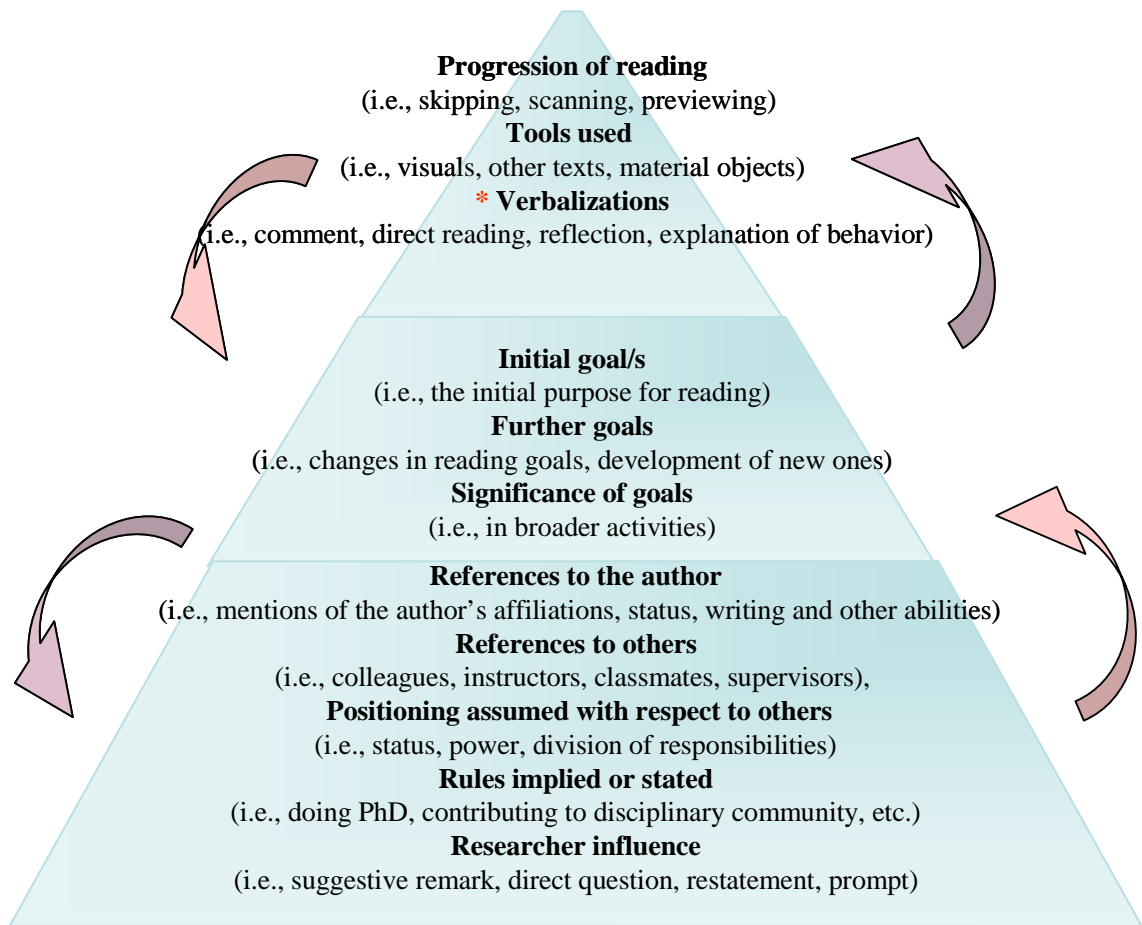 Progression of reading
(i.e., skipping, scanning, previewing)
Tools used
(i.e., visuals, other texts, material objects)
* Verbalizations
(i.e., comment, direct reading, reflection, explanation of behavior)
Initial goal/s
(i.e., the initial purpose for reading)
Further goals
(i.e., changes in reading goals, development of new ones)
Significance of goals
(i.e., in broader activities)
References to the author
(i.e., mentions of the author’s affiliations, status, writing and other abilities)
References to others
(i.e., colleagues, instructors, classmates, supervisors),
Positioning assumed with respect to others
(i.e., status, power, division of responsibilities)
Rules implied or stated
(i.e., doing PhD, contributing to disciplinary community, etc.)
Researcher influence
(i.e., suggestive remark, direct question, restatement, prompt)